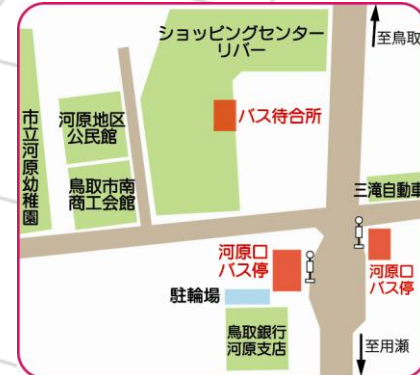 ショッピングセンター
リバー
至鳥取
バス待合所
市立河原幼稚園
河原地区
公民館
鳥取市南
商工会館
三滝自動車
河原口
バス停
河原口
バス停
駐輪場
鳥取銀行
河原支店
至用瀬